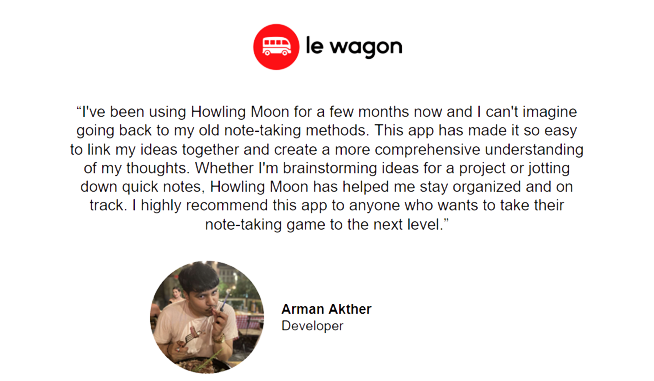 le wagon
“I've been using Howling Moon for a few months now and I can't imagine
going back to my old note-taking methods. This app has made it so easy
to link my ideas together and create a more comprehensive understanding
of my thoughts. Whether I'm brainstorming ideas for a project or jotting
down quick notes, Howling Moon has helped me stay organized and on
track. I highly recommend this app to anyone who wants to take their
note-taking game to the next level.”
Arman Akther
Developer